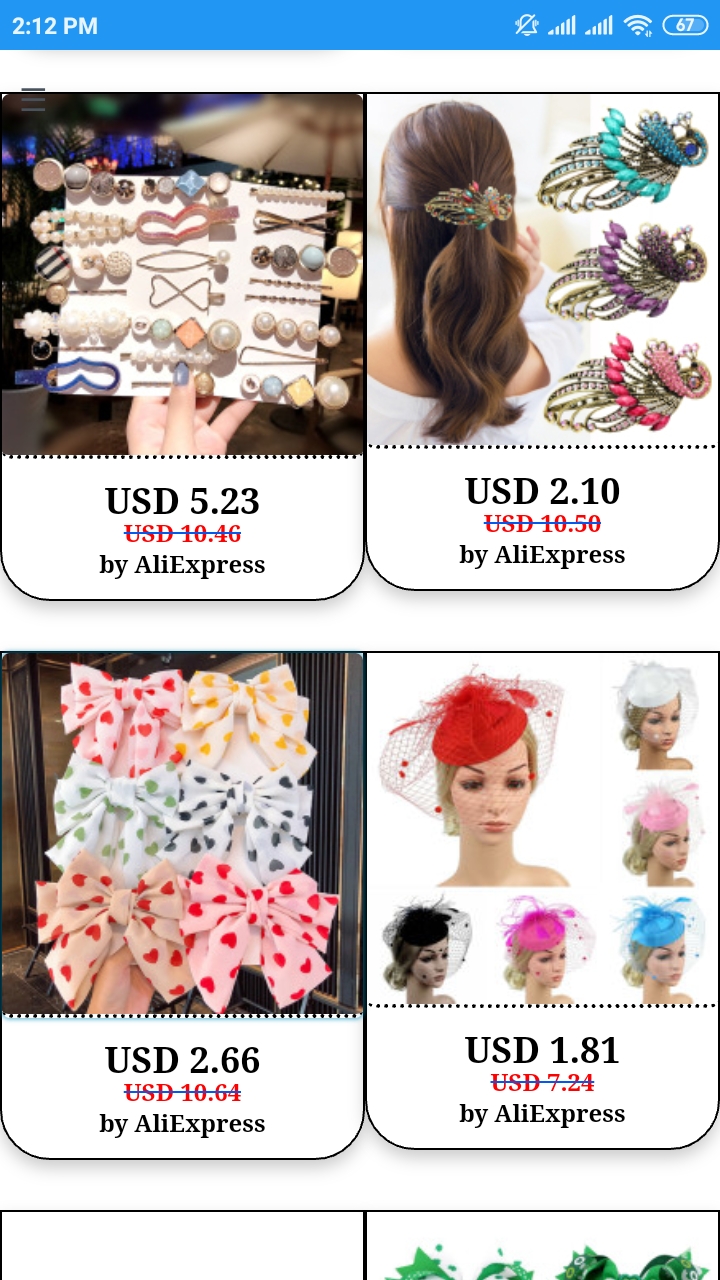 2:12 PM
67
USD 5.23
USD 10.46
by AliExpress
USD 2.10
USD 10.50
by AliExpress
USD 2.66
USD 10.64
by AliExpress
USD 1.81
USD 7.24
by AliExpress